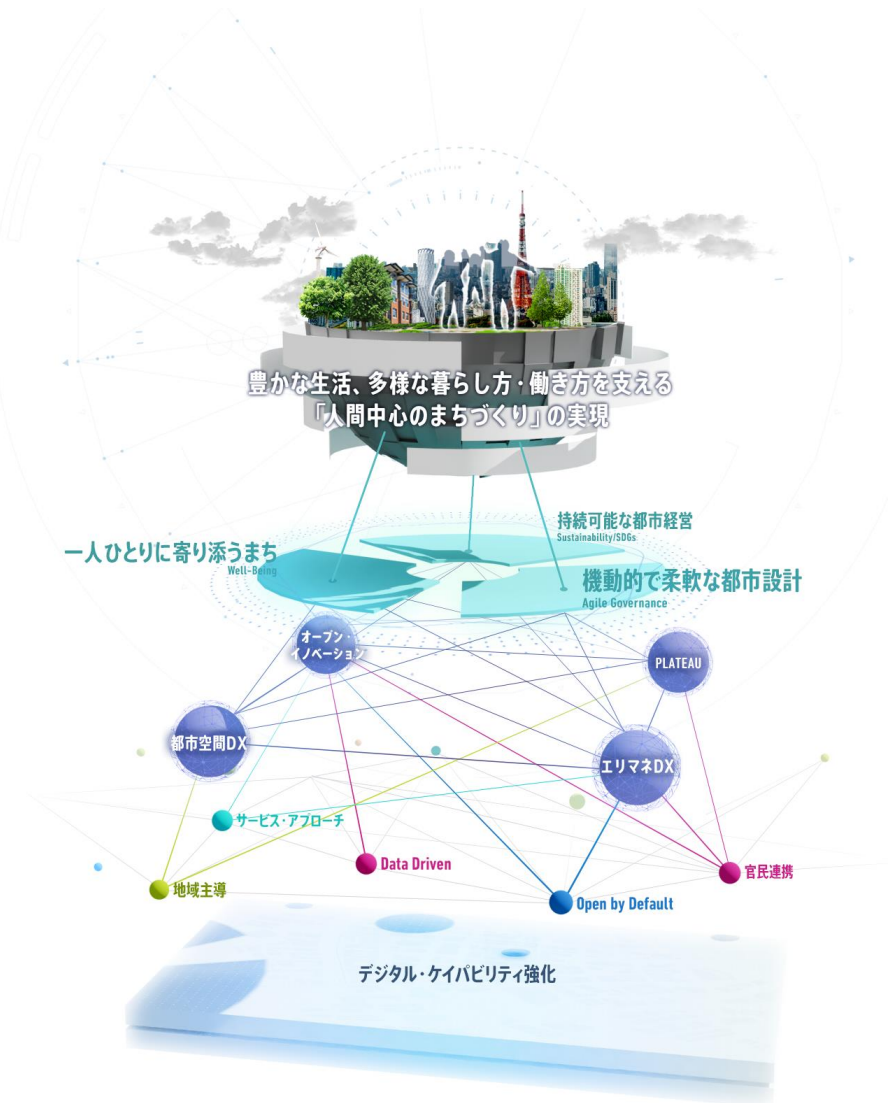 豊かな生活、多様な暮らし方・働き方を支える
「人間中心のまちづくり」の実現
持続可能な都市経営
Sustainability/SDGs
一人ひとりに寄り添うまち
Well-Being
機動的で柔軟な都市設計
Agile Governance
オープン・
イノベーション
PLATEAU
都市空間DX
エリマネDX
サービス・アプローチ
Data Driven
官民連携
地域主導
Open by Default
デジタル・ケイパビリティ強化